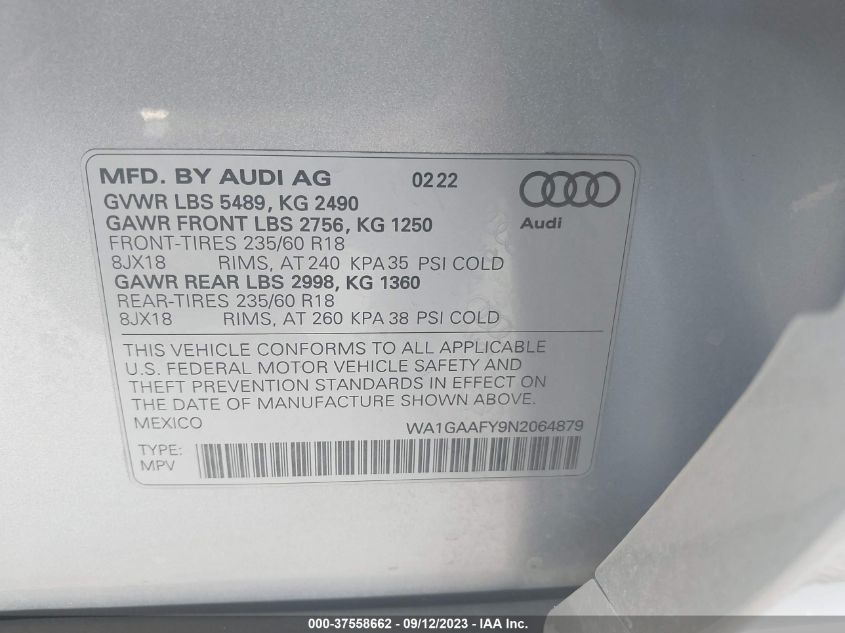 MFD. BY AUDI AG 0222
GVWR LBS 5489, KG 2490
GAWR FRONT LBS 2756, KG 1250
Audi
FRONT-TIRES 235/60 R18
8JX18 RIMS, AT 240 KPA 35 PSI COLD
GAWR REAR LBS 2998, KG 1360
REAR-TIRES 235/60 R18
8JX18 RIMS, AT 260 KPA 38 PSI COLD
THIS VEHICLE CONFORMS TO ALL APPLICABLE
U.S. FEDERAL MOTOR VEHICLE SAFETY AND
THEFT PREVENTION STANDARDS IN EFFECT ON
THE DATE OF MANUFACTURE SHOWN ABOVE.
MEXICO WA1GAAFY9N2064879
TYPE:
MPV
000-37558662 - 09/12/2023 - Copyright © 2023 IAA, Inc.